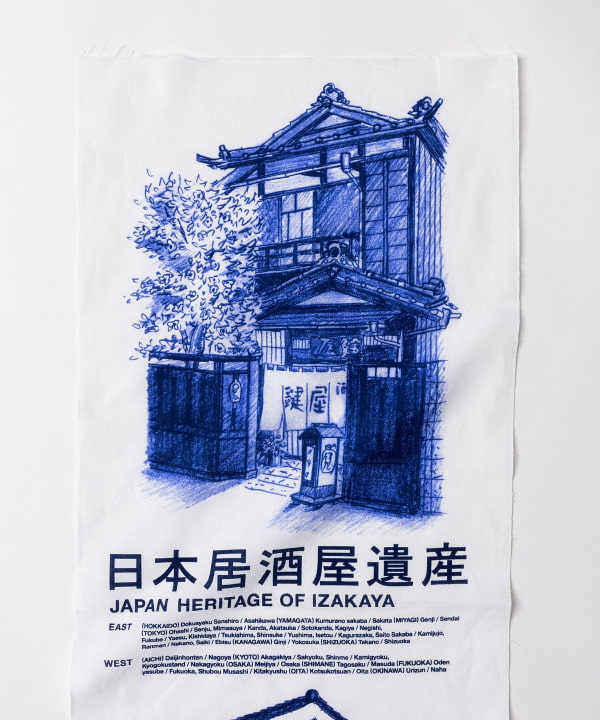 鍵屋
日本居酒屋遺産
JAPAN HERITAGE OF IZAKAYA
EAST (HOKKAIDO) Dokusyaku Sanshiro / Asahikawa (YAMAGATA) Kumurano sakaba / Sakata (MIYAGI) Genji / Sendai
(TOKYO) Ohashi / Senju, Mimasuya / Kanda, Akatauka / Sotokanda, Kagiya / Negishi,
Fukube / Yaesu, Kishidaya / Tsukishima, Shinsuke / Yushima, Isetou / Kagurazaka, Saito Sakaba / Kamijujo,
Ranman / Nakano, Saiki / Ebisu (KANAGAWA) Ginji / Yokosuka (SHIZUOKA) Takano / Shizuoka
WEST (AICHI) Daijinhonten / Nagoya (KYOTO) Akagakiya / Sakyoku, Shinme / Kamigyoku,
Kyogokustand / Nakagyoku (OSAKA) Meijiya / Osaka (SHIMANE) Tagosaku / Masuda (FUKUOKA) Oden
yasube / Fukuoka, Shubou Musashi / Kitakyushu (OITA) Kotsukotsuan / Oita (OKINAWA) Urizun / Naha